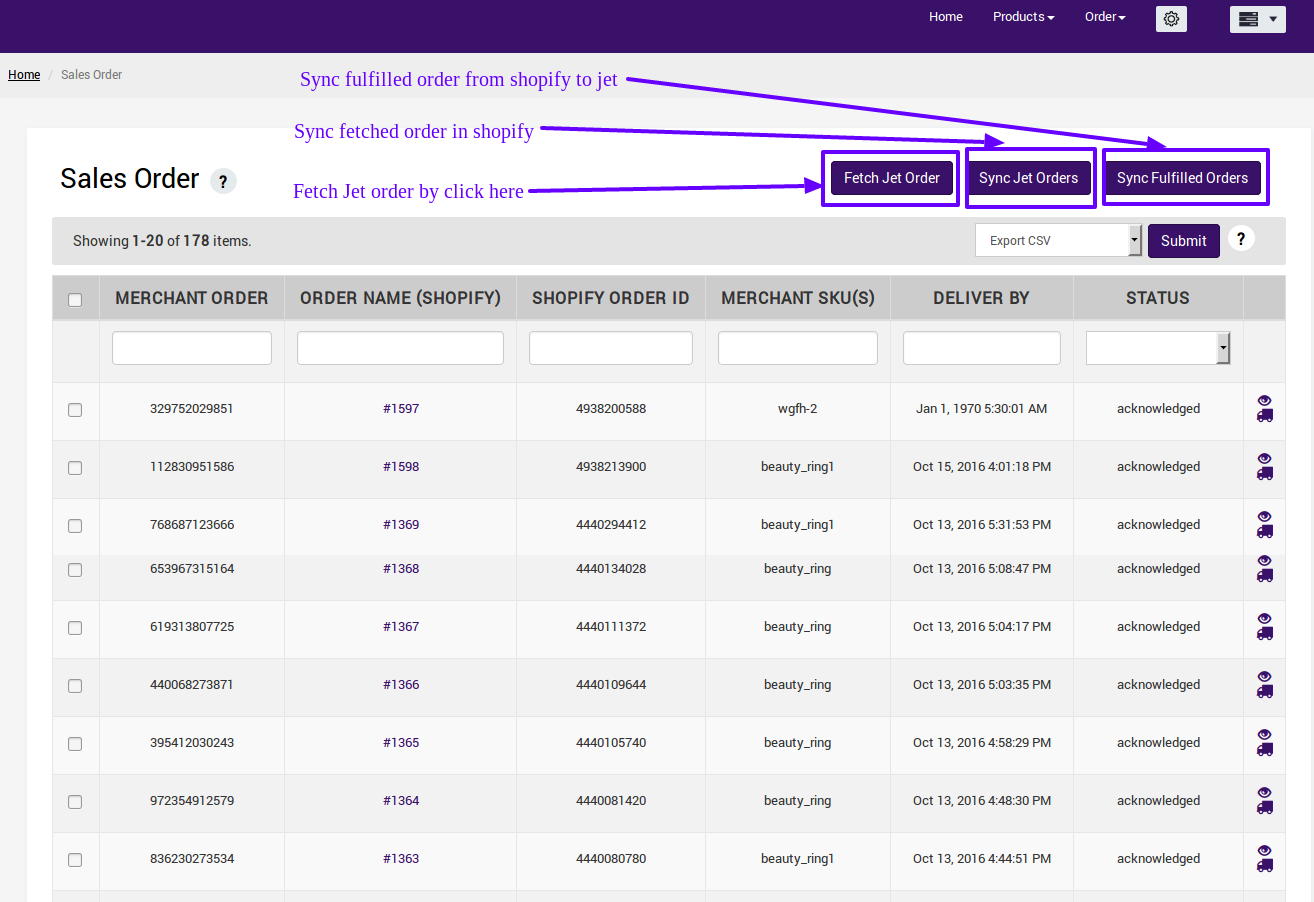 Home Products Order
Home / Sales Order
Sync fulfilled order from shopify to jet
Sync fetched order in shopify
Fetch Jet order by click here
Sales Order ?
Fetch Jet Order Sync Jet Orders Sync Fulfilled Orders
Showing 1-20 of 178 items.
Export CSV Submit ?
MERCHANT ORDER ORDER NAME (SHOPIFY) SHOPIFY ORDER ID MERCHANT SKU(S) DELIVER BY STATUS
329752029851 #1597 4938200588 wgfh-2 Jan 1, 1970 5:30:01 AM acknowledged
112830951586 #1598 4938213900 beauty_ring1 Oct 15, 2016 4:01:18 PM acknowledged
768687123666 #1369 4440294412 beauty_ring1 Oct 13, 2016 5:31:53 PM acknowledged
653967315164 #1368 4440134028 beauty_ring Oct 13, 2016 5:08:47 PM acknowledged
619313807725 #1367 4440111372 beauty_ring Oct 13, 2016 5:04:17 PM acknowledged
440068273871 #1366 4440109644 beauty_ring Oct 13, 2016 5:03:35 PM acknowledged
395412030243 #1365 4440105740 beauty_ring Oct 13, 2016 4:58:29 PM acknowledged
972354912579 #1364 4440081420 beauty_ring Oct 13, 2016 4:48:30 PM acknowledged
836230273534 #1363 4440080780 beauty_ring1 Oct 13, 2016 4:44:51 PM acknowledged